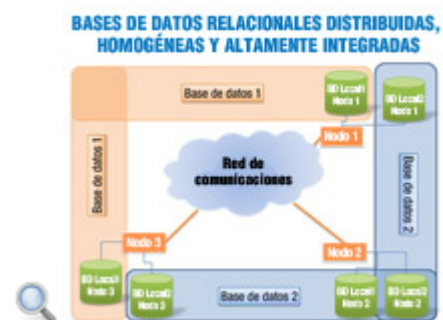 BASES DE DATOS RELACIONALES DISTRIBUIDAS,
HOMOGÉNEAS Y ALTAMENTE INTEGRADAS
Base de datos 1
BD Local1
Nodo 1
BD Local2
Nodo 1
Nodo 1
Base de datos 1
Red de
comunicaciones
Base de datos 2
Nodo 3
Nodo 2
BD Local1
Nodo 3
BD Local2
Nodo 3
Base de datos 2
BD Local1
Nodo 2
BD Local2
Nodo 2